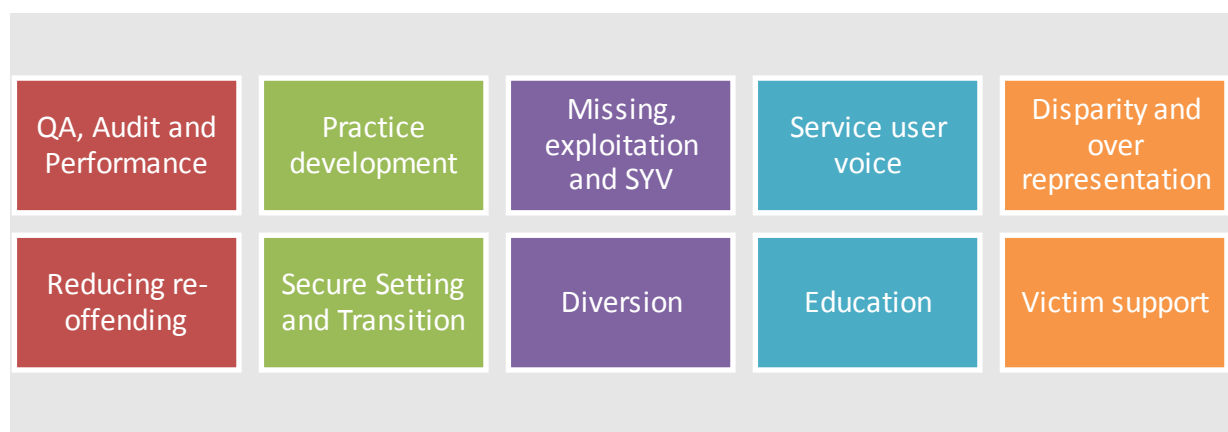 QA, Audit and
Performance
Practice
development
Missing,
exploitation
and SYV
Service user
voice
Disparity and
over
representation
Reducing re-
offending
Secure Setting
and Transition
Diversion
Education
Victim support